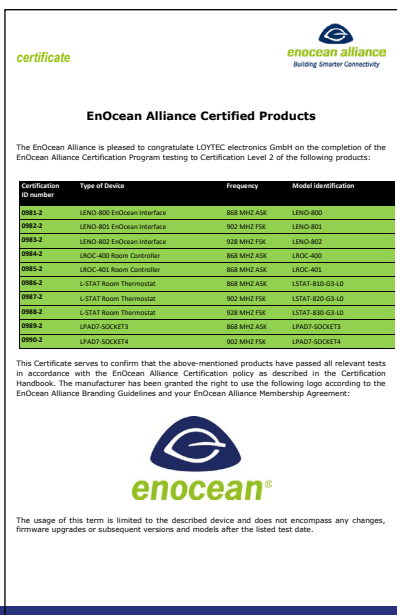 certificate
enocean alliance
Building Smarter Connectivity
EnOcean Alliance Certified Products
The EnOcean Alliance is pleased to congratulate LOYTEC electronics GmbH on the completion of the
EnOcean Alliance Certification Program testing to Certification Level 2 of the following products:
Certification ID number Type of Device Frequency Model identification
0981-2 LENO-800 EnOcean Interface 868 MHZ ASK LENO-800
0982-2 LENO-801 EnOcean Interface 902 MHZ FSK LENO-801
0983-2 LENO-802 EnOcean Interface 928 MHZ FSK LENO-802
0984-2 LROC-400 Room Controller 868 MHZ ASK LROC-400
0985-2 LROC-401 Room Controller 868 MHZ ASK LROC-401
0986-2 L-STAT Room Thermostat 868 MHZ ASK LSTAT-810-G3-L0
0987-2 L-STAT Room Thermostat 902 MHZ FSK LSTAT-820-G3-L0
0988-2 L-STAT Room Thermostat 928 MHZ FSK LSTAT-830-G3-L0
0989-2 LPAD7-SOCKET3 868 MHZ ASK LPAD7-SOCKET3
0990-2 LPAD7-SOCKET4 902 MHZ FSK LPAD7-SOCKET4
This Certificate serves to confirm that the above-mentioned products have passed all relevant tests
in accordance with the EnOcean Alliance Certification policy as described in the Certification
Handbook. The manufacturer has been granted the right to use the following logo according to the
EnOcean Alliance Branding Guidelines and your EnOcean Alliance Membership Agreement:
enocean®
The usage of this term is limited to the described device and does not encompass any changes,
firmware upgrades or subsequent versions and models after the listed test date.